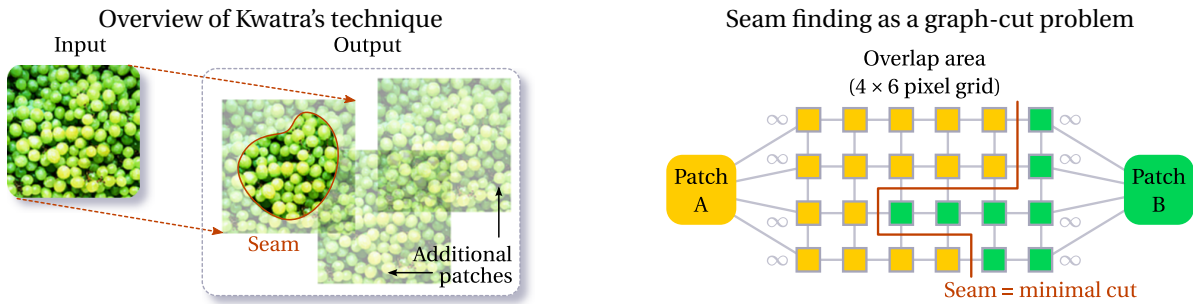 Overview of Kwatra’s technique
Input
Output
Seam
Additional
patches
Seam finding as a graph-cut problem
Overlap area
(4 × 6 pixel grid)
∞ ∞
∞ ∞
Patch
A
Patch
B
∞ ∞
∞ ∞
Seam = minimal cut